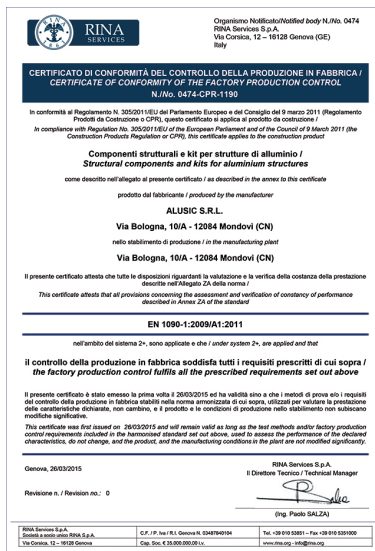 RINA
SERVICES
Organismo Notificato/Notified body N./No. 0474
RINA Services S.p.A.
Via Corsica, 12 – 16128 Genova (GE)
Italy
CERTIFICATO DI CONFORMITÀ DEL CONTROLLO DELLA PRODUZIONE IN FABBRICA /
CERTIFICATE OF CONFORMITY OF THE FACTORY PRODUCTION CONTROL
N./No. 0474-CPR-1190
In conformità al Regolamento N. 305/2011/EU del Parlamento Europeo e del Consiglio del 9 marzo 2011 (Regolamento
Prodotti da Costruzione o CPR), questo certificato si applica al prodotto da costruzione /
In compliance with Regulation No. 305/2011/EU of the European Parliament and of the Council of 9 March 2011 (the
Construction Products Regulation or CPR), this certificate applies to the construction product
Componenti strutturali e kit per strutture di alluminio /
Structural components and kits for aluminium structures
come descritto nell'allegato al presente certificato / as described in the annex to this certificate
prodotto dal fabbricante / produced by the manufacturer
ALUSIC S.R.L.
Via Bologna, 10/A - 12084 Mondovì (CN)
nello stabilimento di produzione / in the manufacturing plant
Via Bologna, 10/A - 12084 Mondovì (CN)
Il presente certificato attesta che tutte le disposizioni riguardanti la valutazione e la verifica della costanza della prestazione
descritte nell'Allegato ZA della norma /
This certificate attests that all provisions concerning the assessment and verification of constancy of performance
described in Annex ZA of the standard
EN 1090-1:2009/A1:2011
nell'ambito del sistema 2+, sono applicate e che / under system 2+, are applied and that
il controllo della produzione in fabbrica soddisfa tutti i requisiti prescritti di cui sopra /
the factory production control fulfils all the prescribed requirements set out above
Il presente certificato è stato emesso la prima volta il 26/03/2015 ed ha validità sino a che i metodi di prova e/o i requisiti
del controllo della produzione in fabbrica stabiliti nella norma armonizzata di cui sopra, utilizzati per valutare la prestazione
delle caratteristiche dichiarate, non cambino, e il prodotto e le condizioni di produzione nello stabilimento non subiscano
modifiche significative.
This certificate was first issued on 26/03/2015 and will remain valid as long as the test methods and/or factory production
control requirements included in the harmonised standard set out above, used to assess the performance of the declared
characteristics, do not change, and the product, and the manufacturing conditions in the plant are not modified significantly.
Genova, 26/03/2015
RINA Services S.p.A.
Il Direttore Tecnico / Technical Manager
Revisione n. / Revision no.: 0
(Ing. Paolo SALZA)
RINA Services S.p.A.
Società a socio unico RINA S.p.A.
Via Corsica, 12 – 16128 Genova
C.F. / P. Iva / R.I. Genova N. 03487840104
Cap. Soc. € 35.000.000,00 i.v.
Tel. +39 010 53851 – Fax +39 010 5351000
www.rina.org - info@rina.org